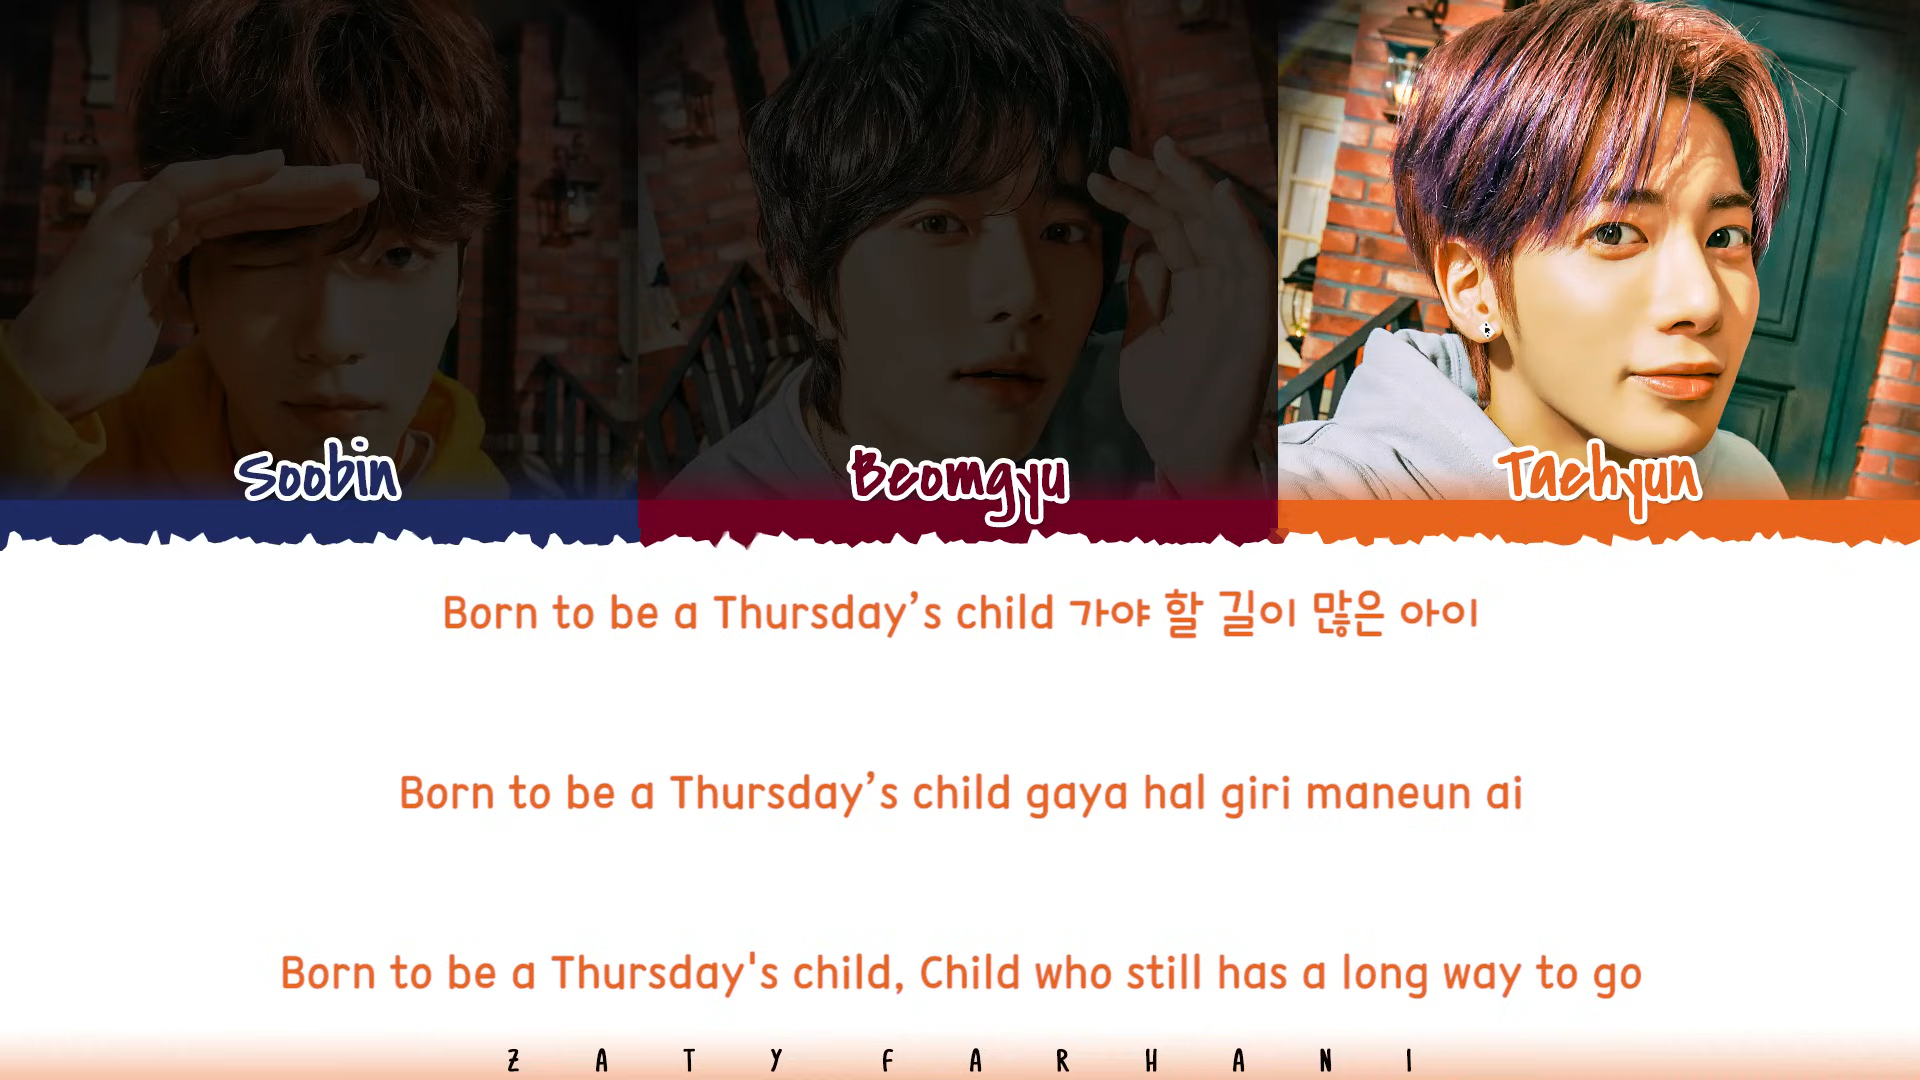 Soobin
Beomgyu
Taehyun
Born to be a Thursday’s child 가야 할 길이 많은 아이
Born to be a Thursday’s child gaya hal giri maneun ai
Born to be a Thursday's child, Child who still has a long way to go
ZATY FARHANI